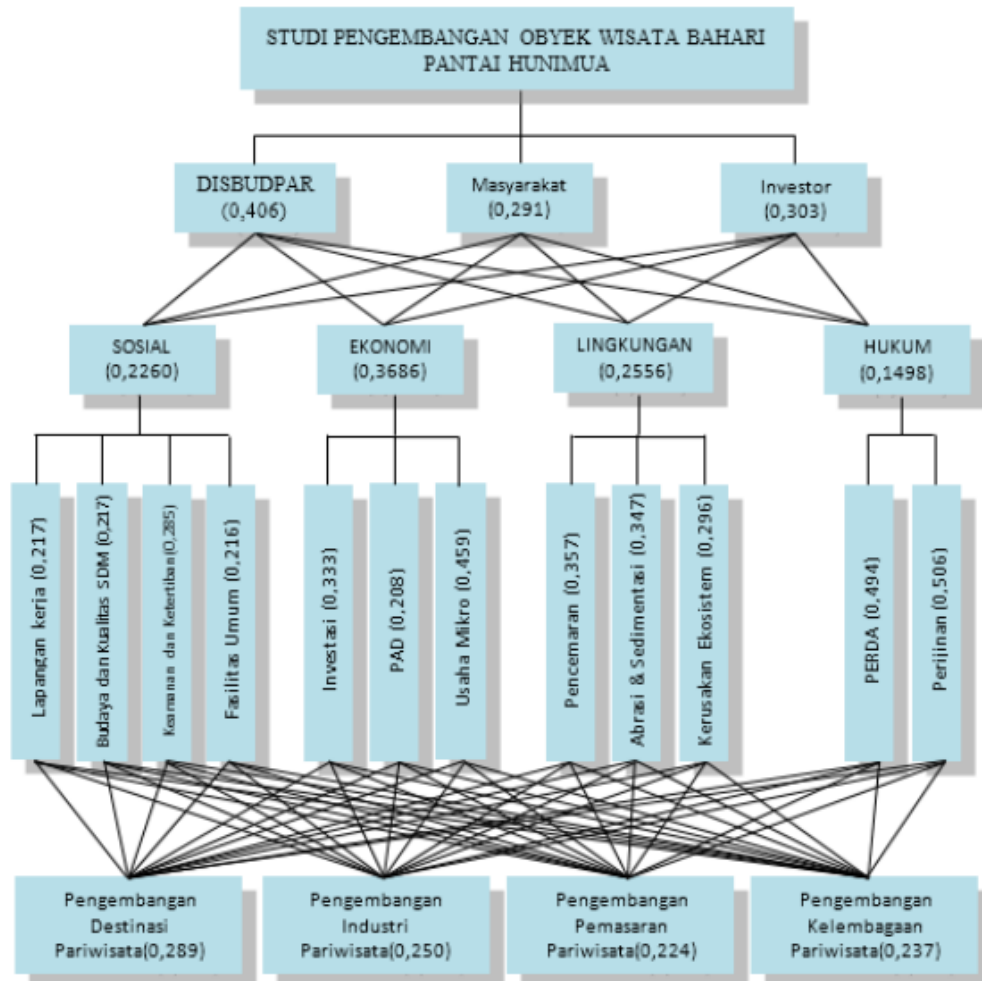 STUDI PENGEMBANGAN OBYEK WISATA BAHARI
PANTAI HUNIMUA
DISBUDPAR
(0,406)
Masyarakat
(0,291)
Investor
(0,303)
SOSIAL
(0,2260)
EKONOMI
(0,3686)
LINGKUNGAN
(0,2556)
HUKUM
(0,1498)
Lapangan kerja (0,217)
Budaya dan Kualitas SDM (0,217)
Keamanan dan Ketertiban(0,285)
Fasilitas Umum (0,216)
Investasi (0,333)
PAD (0,208)
Usaha Mikro (0,459)
Pencemaran (0,357)
Abrasi & Sedimentasi (0,347)
Kerusakan Ekosistem (0,296)
PERDA (0,494)
Perijinan (0,506)
Pengembangan
Destinasi
Pariwisata(0,289)
Pengembangan
Industri
Pariwisata(0,250)
Pengembangan
Pemasaran
Pariwisata(0,224)
Pengembangan
Kelembagaan
Pariwisata(0,237)